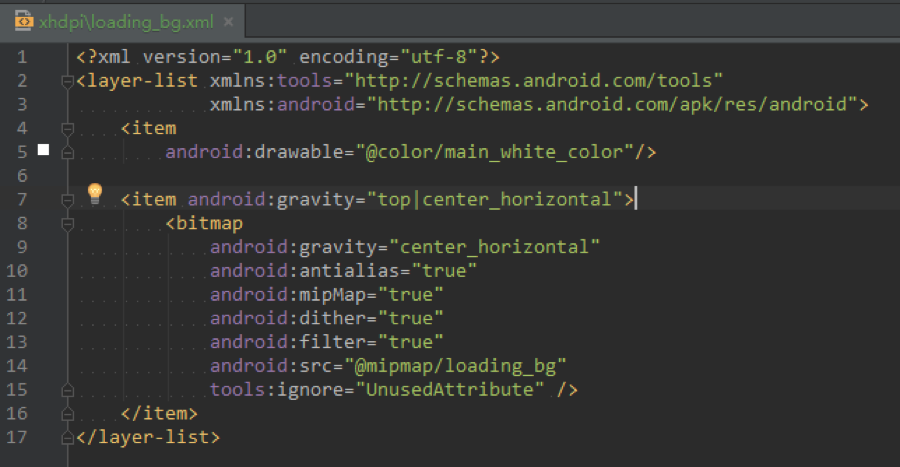 xhdpi\loading_bg.xml ×
1 <?xml version="1.0" encoding="utf-8"?>
2 <layer-list xmlns:tools="http://schemas.android.com/tools"
3 xmlns:android="http://schemas.android.com/apk/res/android">
4 <item
5 android:drawable="@color/main_white_color"/>
6
7 <item android:gravity="top|center_horizontal">
8 <bitmap
9 android:gravity="center_horizontal"
10 android:antialias="true"
11 android:mipMap="true"
12 android:dither="true"
13 android:filter="true"
14 android:src="@mipmap/loading_bg"
15 tools:ignore="UnusedAttribute" />
16 </item>
17 </layer-list>